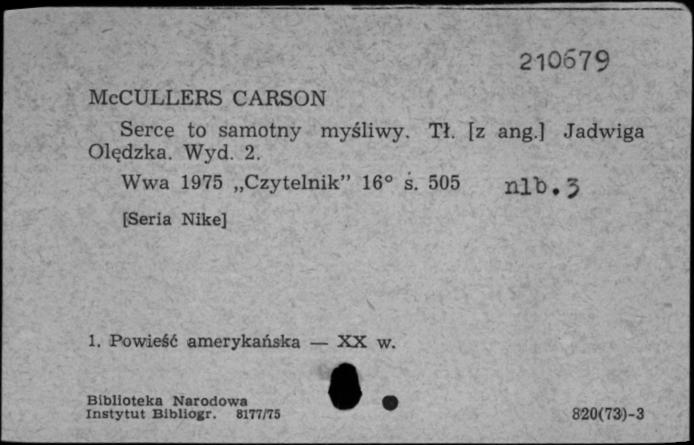 210679
McCULLERS CARSON
Serce to samotny myśliwy. Tł. [z ang.] Jadwiga
Olędzka. Wyd. 2.
Wwa 1975 „Czytelnik” 16° s. 505 nlb. 3
[Seria Nike]
1. Powieść amerykańska — XX w.
Biblioteka Narodowa
Instytut Bibliogr. 8177/75 820(73)-3